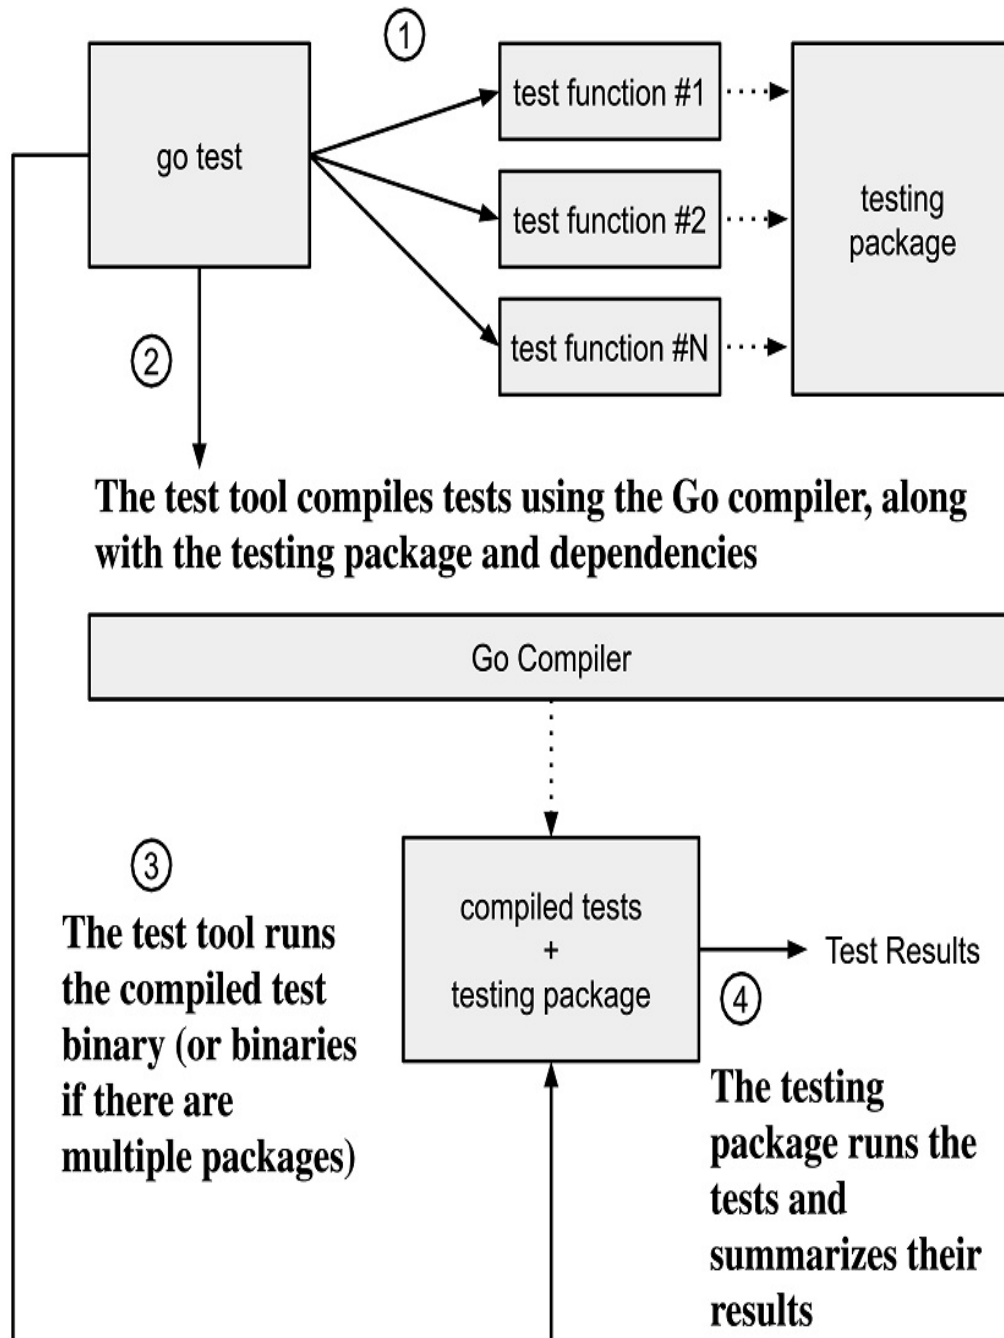 1
go test
test function #1
test function #2
test function #N
testing
package
2
The test tool compiles tests using the Go compiler, along
with the testing package and dependencies
Go Compiler
3
The test tool runs
the compiled test
binary (or binaries
if there are
multiple packages)
compiled tests
+
testing package
Test Results
4
The testing
package runs the
tests and
summarizes their
results